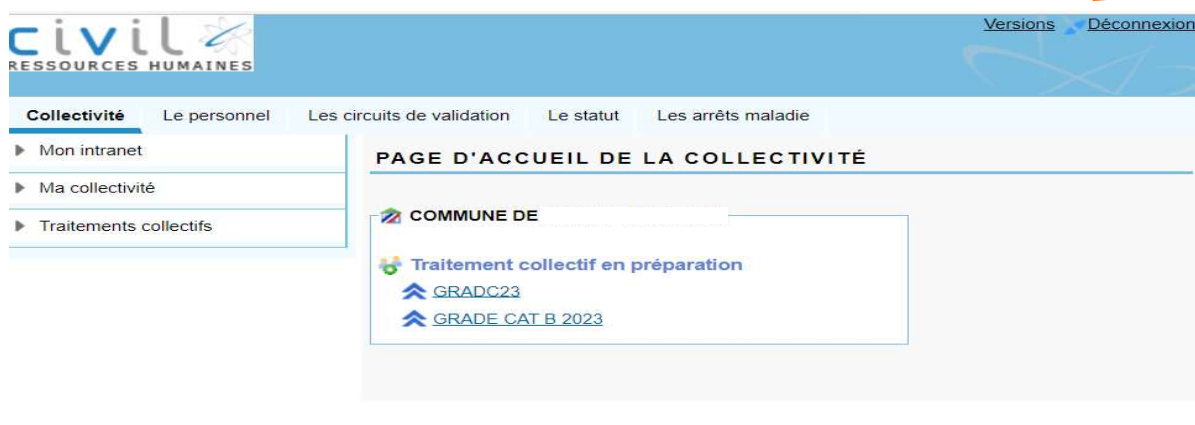 civil
RESSOURCES HUMAINES
Versions Déconnexion
Collectivité Le personnel Les circuits de validation Le statut Les arrêts maladie
Mon intranet
Ma collectivité
Traitements collectifs
PAGE D'ACCUEIL DE LA COLLECTIVITÉ
COMMUNE DE
Traitement collectif en préparation
GRADC23
GRADE CAT B 2023